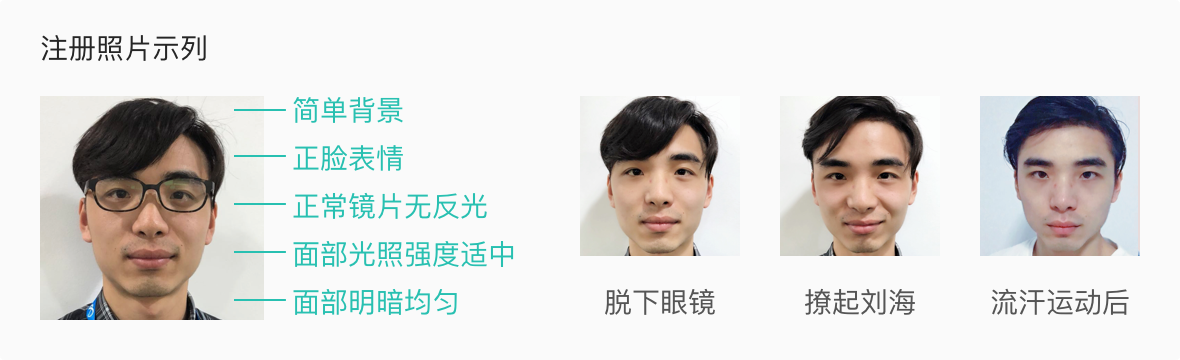 注册照片示列
简单背景
正脸表情
正常镜片无反光
面部光照强度适中
面部明暗均匀
脱下眼镜
撩起刘海
流汗运动后